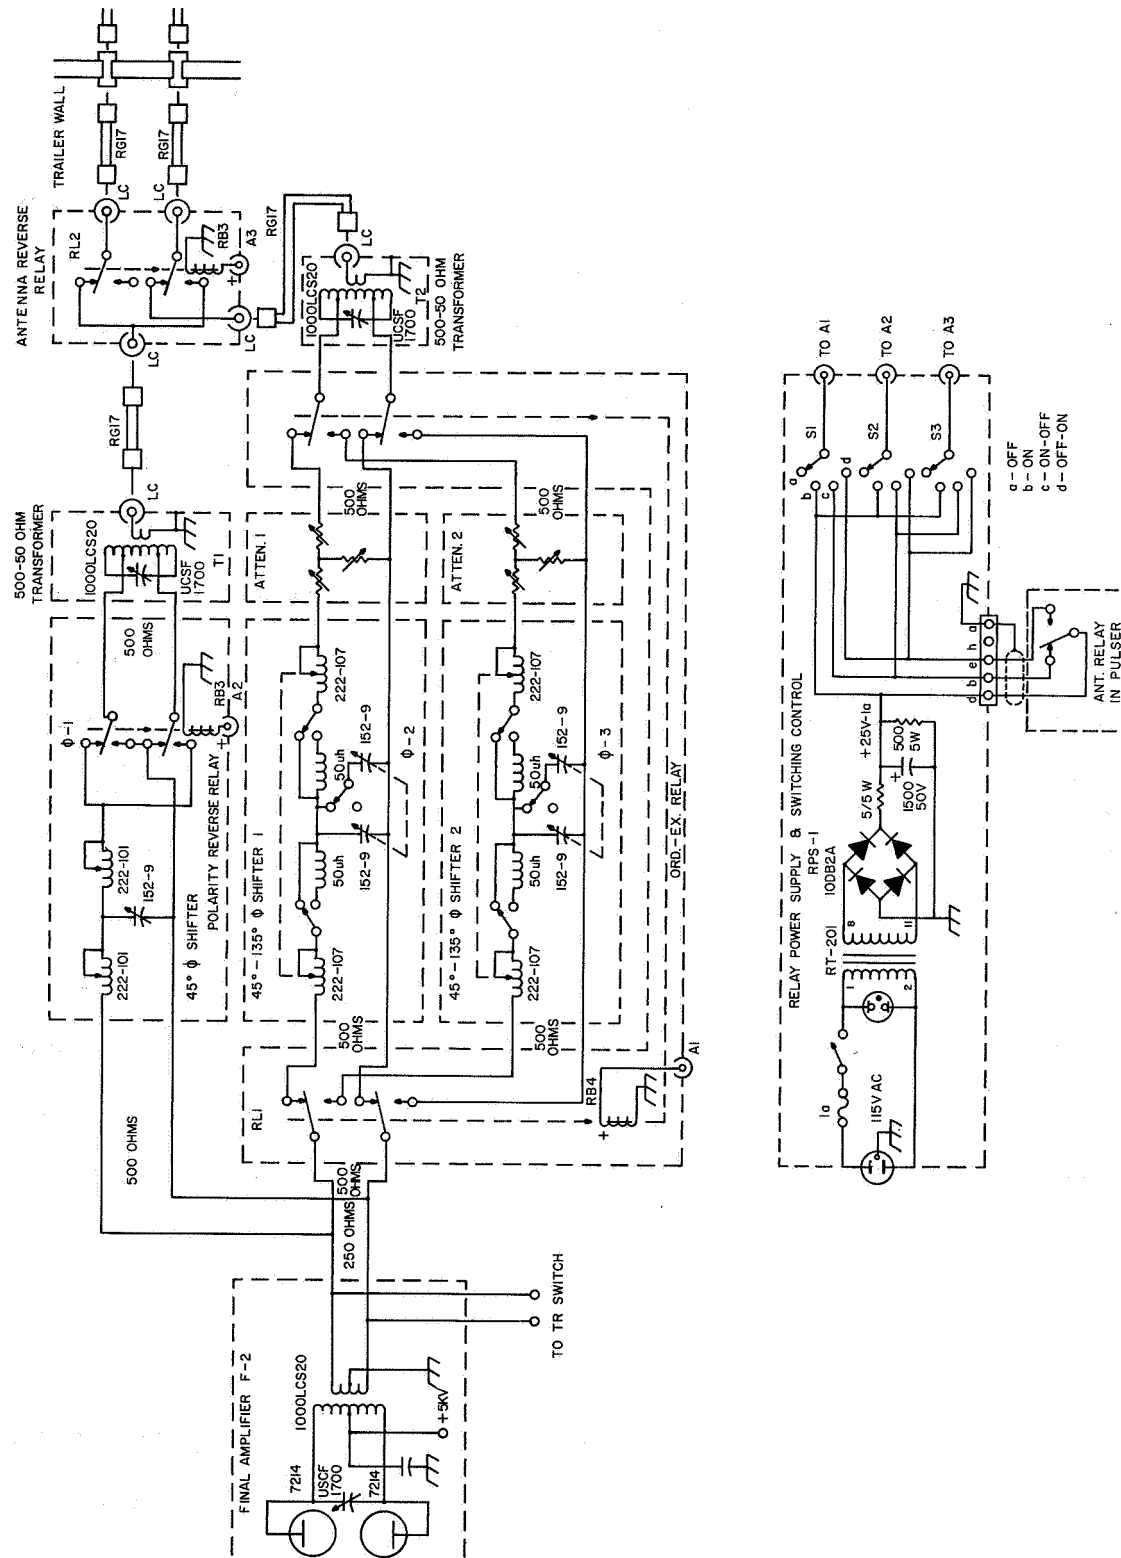 TRAILER WALL
RG17
RG17
LC
LC
ANTENNA REVERSE
RELAY
RL2
RB3
+
A3
LC
LC
RG17
RG17
LC
1000LCS20
UCSF
1700
T2
500-50 OHM
TRANSFORMER
500-50 OHM
TRANSFORMER
LC
1000LCS20
UCSF
1700
T1
500
OHMS
Φ-1
RB3
+
A2
POLARITY REVERSE RELAY
222-101
152-9
222-101
45° Φ SHIFTER
500 OHMS
ATTEN. 1
500
OHMS
ATTEN. 2
500
OHMS
222-107
50uh
152-9
Φ-2
152-9
50uh
222-107
45°-135° Φ SHIFTER 1
500
OHMS
222-107
50uh
152-9
Φ-3
152-9
50uh
222-107
45°-135° Φ SHIFTER 2
500
OHMS
ORD.-EX. RELAY
RL1
RB4
+
A1
500
OHMS
250 OHMS
TO TR SWITCH
FINAL AMPLIFIER F-2
1000LCS20
+5KV
7214
USCF
1700
7214
RELAY POWER SUPPLY & SWITCHING CONTROL
RPS-1
TO A1
TO A2
TO A3
S1
S2
S3
a
b
c
d
a-OFF
b-ON
c-ON-OFF
d-OFF-ON
a
h
e
b
d
ANT. RELAY
IN PULSER
+25V-1a
5/5W
500
5W
+
1500
50V
10DB2A
RT-201
8
11
1
2
1a
115VAC